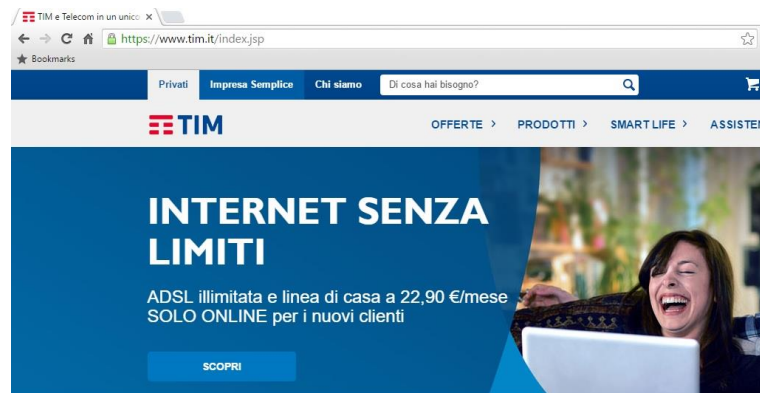 TIM e Telecom in un unico
https://www.tim.it/index.jsp
Bookmarks
Privati Impresa Semplice Chi siamo Di cosa hai bisogno?
TIM OFFERTE > PRODOTTI > SMART LIFE > ASSISTEN
INTERNET SENZA
LIMITI
ADSL illimitata e linea di casa a 22,90 €/mese
SOLO ONLINE per i nuovi clienti
SCOPRI